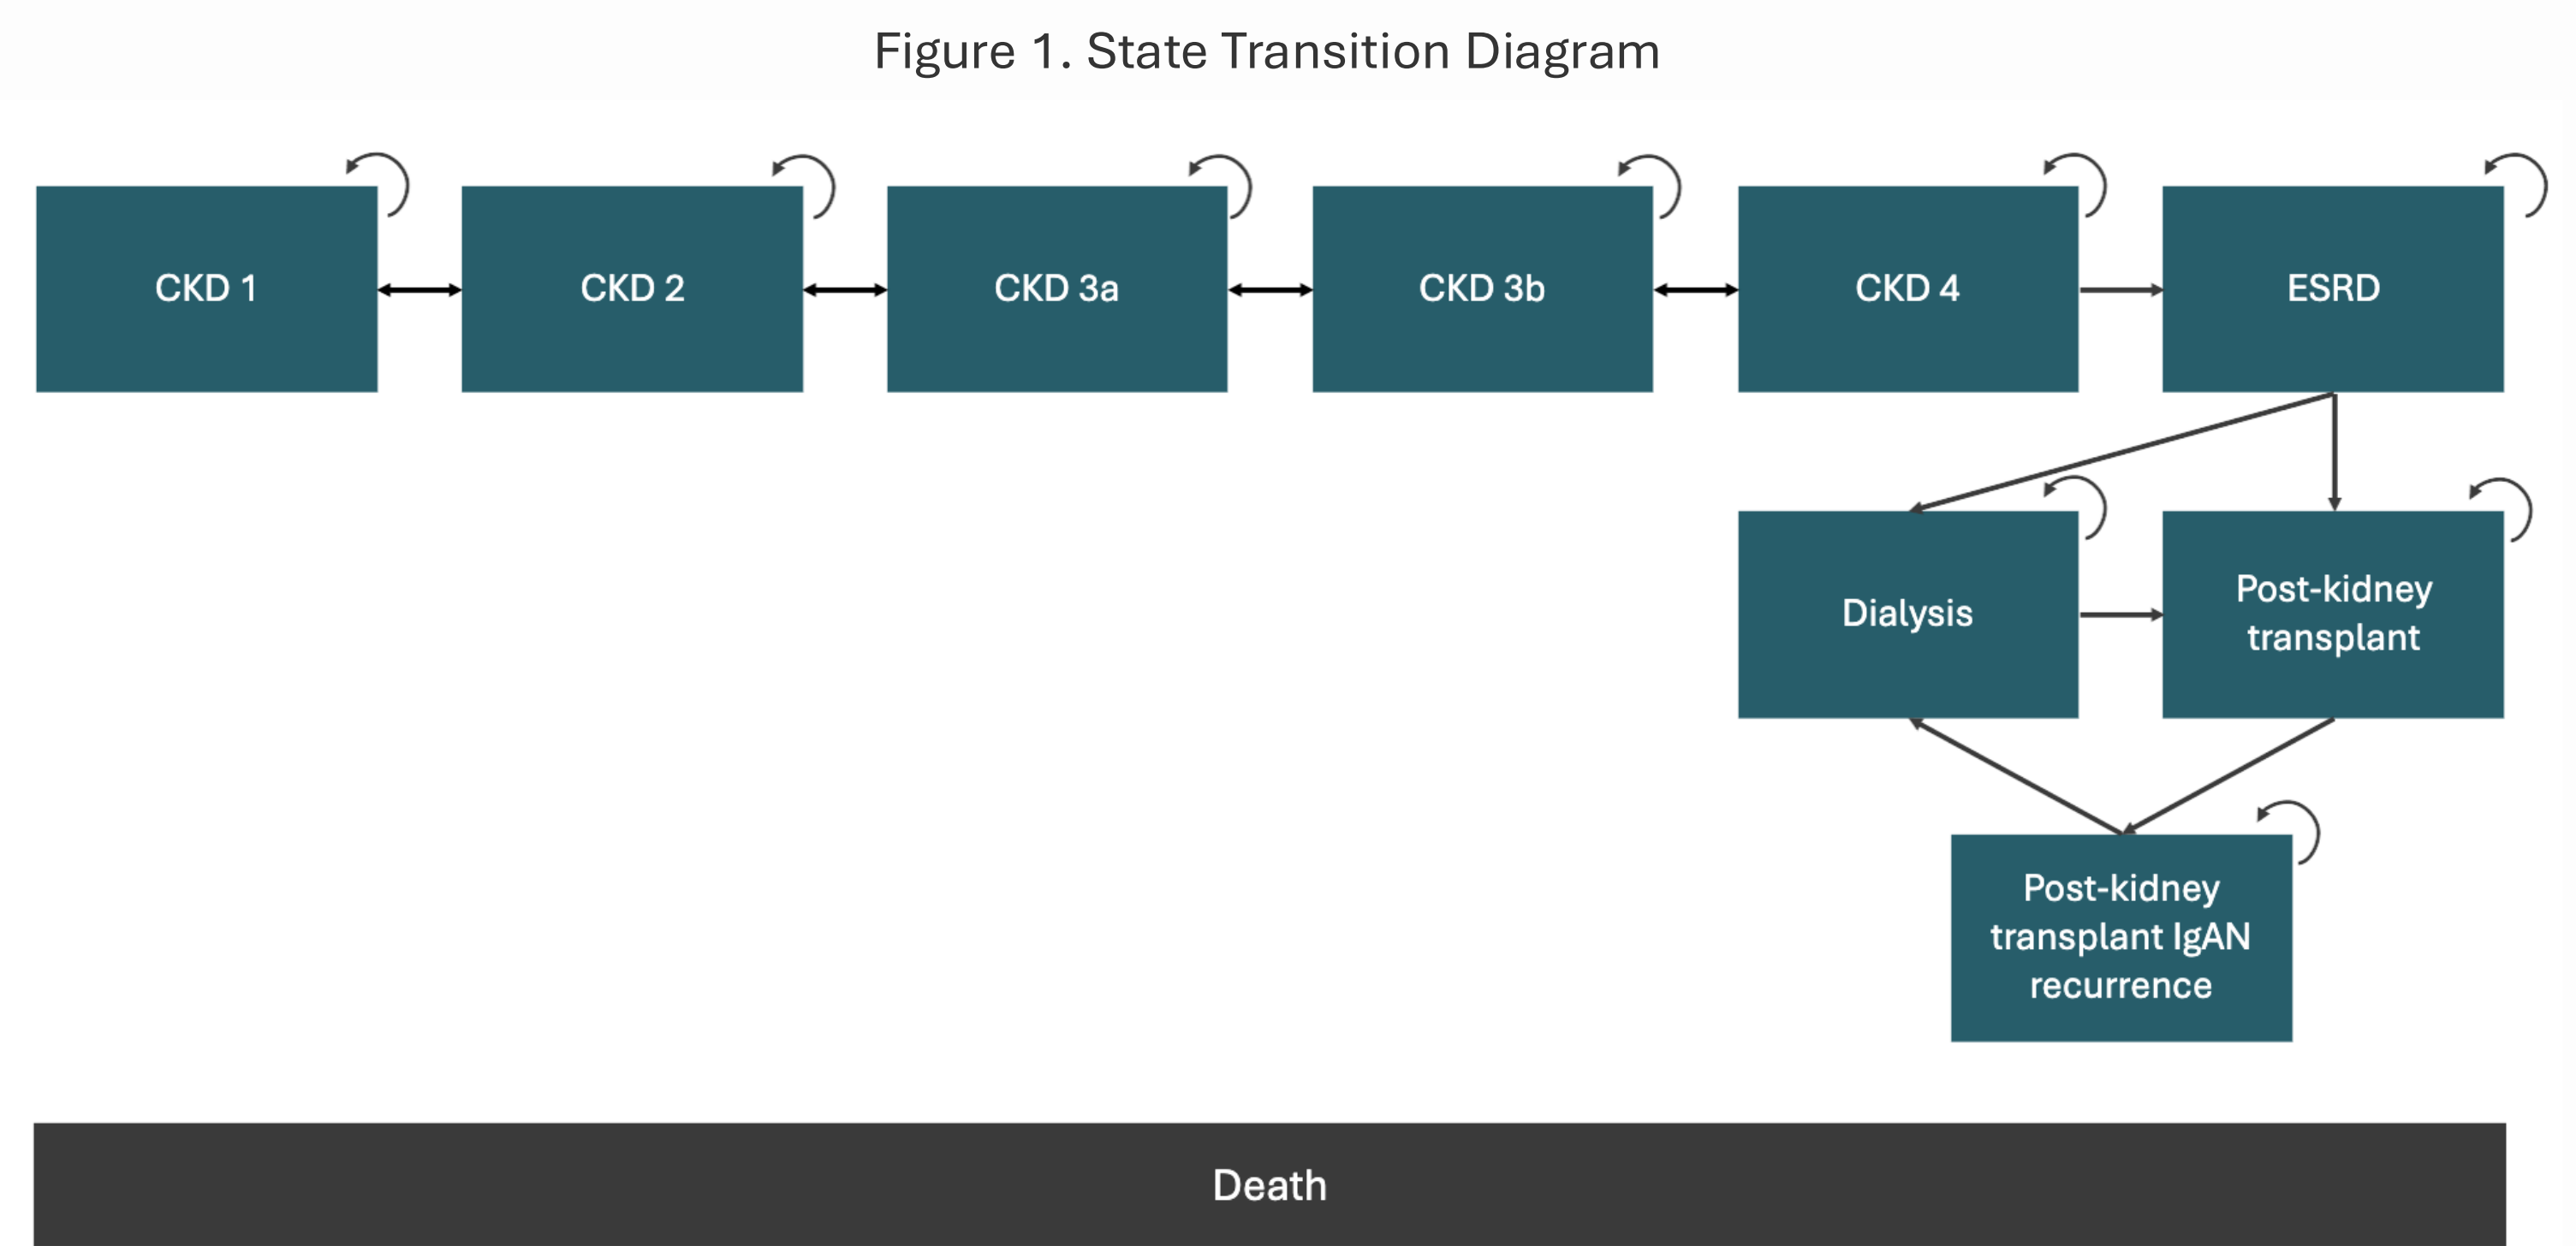 Figure 1. State Transition Diagram
CKD 1
CKD 2
CKD 3a
CKD 3b
CKD 4
ESRD
Dialysis
Post-kidney
transplant
Post-kidney
transplant IgAN
recurrence
Death